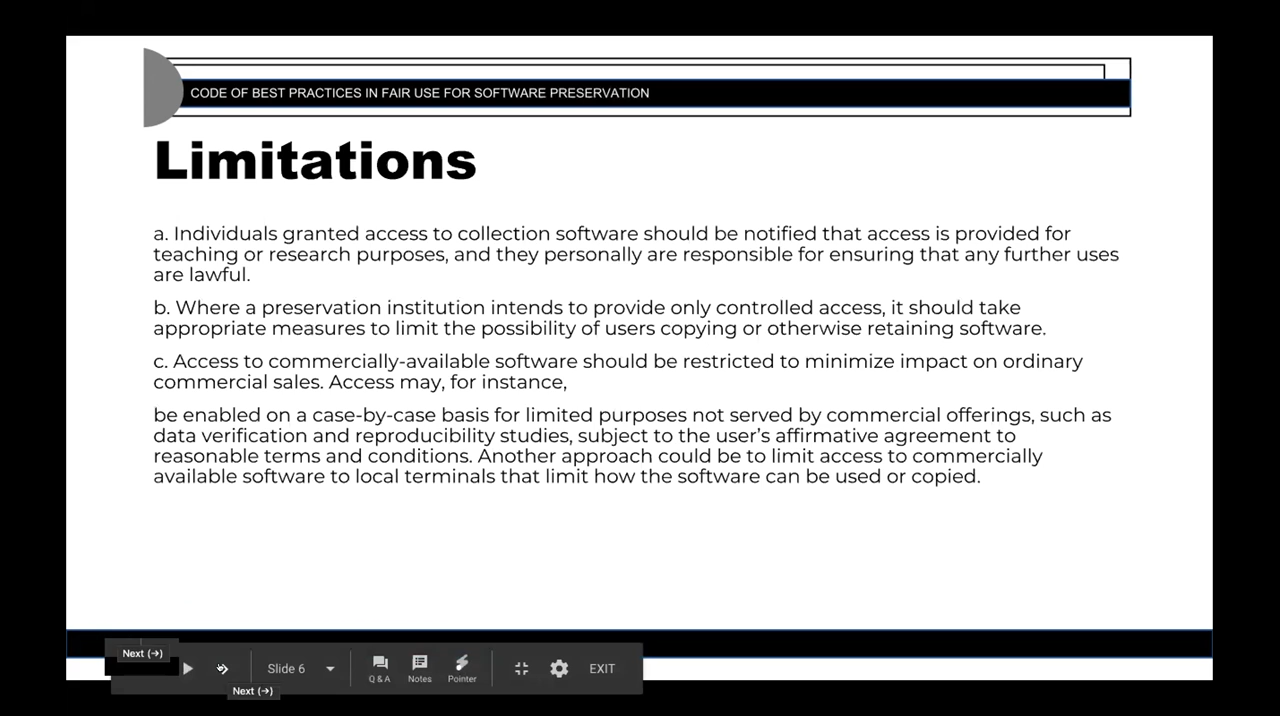 CODE OF BEST PRACTICES IN FAIR USE FOR SOFTWARE PRESERVATION
Limitations
a. Individuals granted access to collection software should be notified that access is provided for
teaching or research purposes, and they personally are responsible for ensuring that any further uses
are lawful.
b. Where a preservation institution intends to provide only controlled access, it should take
appropriate measures to limit the possibility of users copying or otherwise retaining software.
c. Access to commercially-available software should be restricted to minimize impact on ordinary
commercial sales. Access may, for instance,
be enabled on a case-by-case basis for limited purposes not served by commercial offerings, such as
data verification and reproducibility studies, subject to the user’s affirmative agreement to
reasonable terms and conditions. Another approach could be to limit access to commercially
available software to local terminals that limit how the software can be used or copied.
Next (→)
Slide 6
Q & A Notes Pointer
EXIT
Next (→)